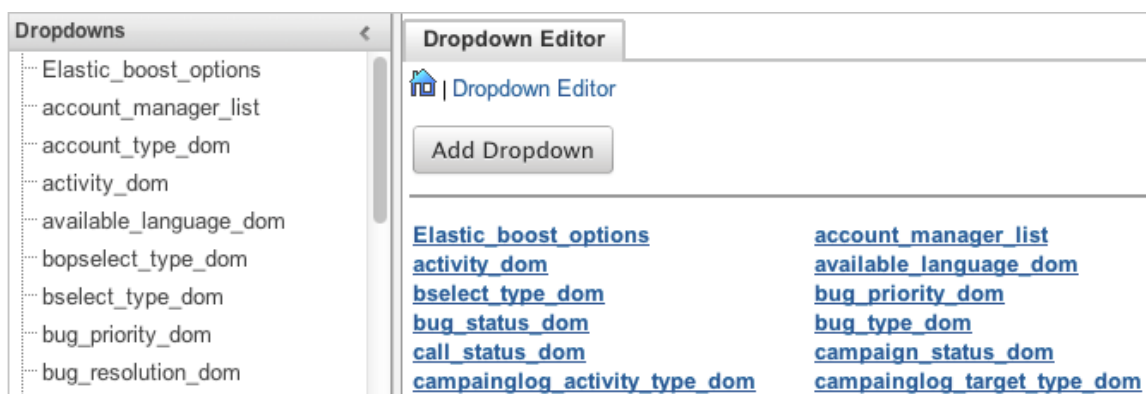 Dropdowns
Elastic_boost_options
account_manager_list
account_type_dom
activity_dom
available_language_dom
bopselect_type_dom
bselect_type_dom
bug_priority_dom
bug_resolution_dom
Dropdown Editor
| Dropdown Editor
Add Dropdown
Elastic_boost_options account_manager_list
activity_dom available_language_dom
bselect_type_dom bug_priority_dom
bug_status_dom bug_type_dom
call_status_dom campaign_status_dom
campainglog_activity_type_dom campainglog_target_type_dom